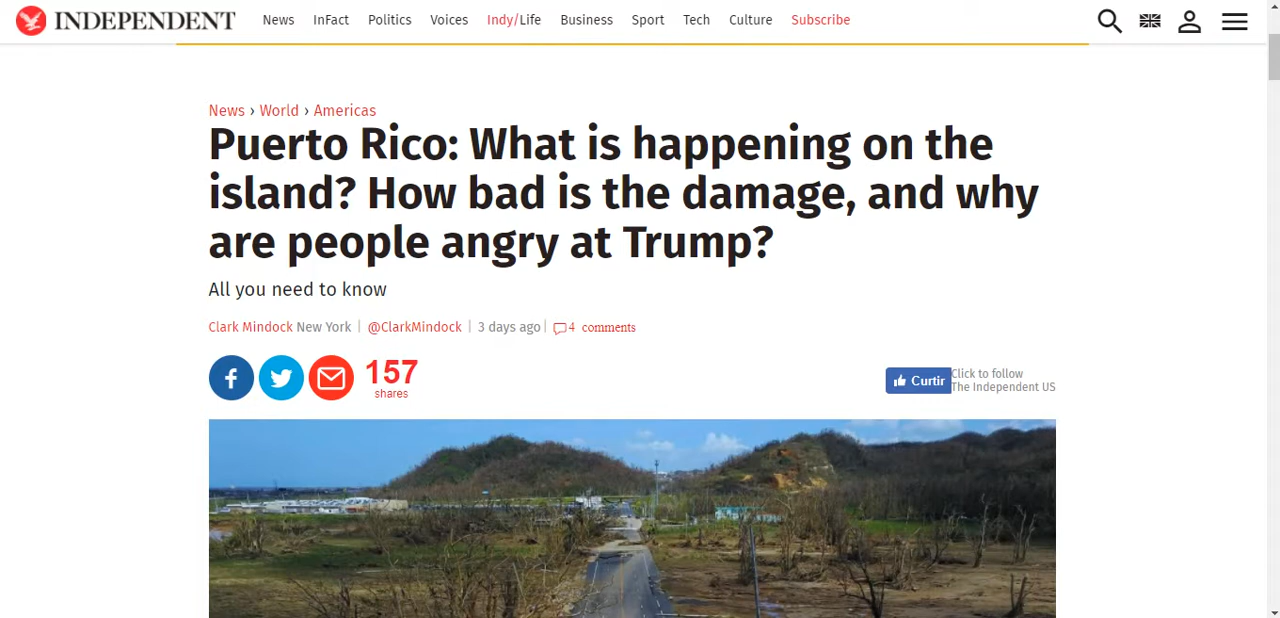 INDEPENDENT News InFact Politics Voices Indy/Life Business Sport Tech Culture Subscribe
News › World › Americas
Puerto Rico: What is happening on the
island? How bad is the damage, and why
are people angry at Trump?
All you need to know
Clark Mindock New York | @ClarkMindock | 3 days ago | 4 comments
157
shares
Curtir
Click to follow
The Independent US